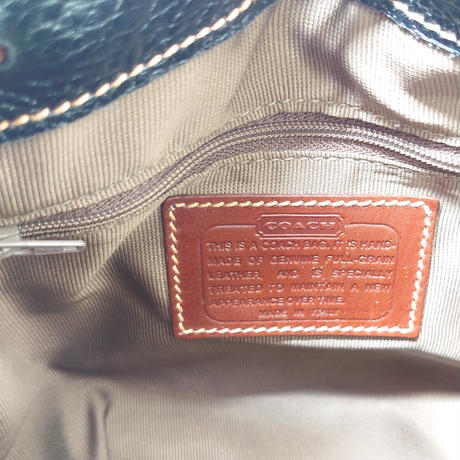 COACH
THIS IS A COACH BAG. IT IS HAND-
MADE OF GENUINE FULL-GRAIN
LEATHER, AND IS SPECIALLY
TREATED TO MAINTAIN A NEW
APPEARANCE OVER TIME.
MADE IN ITALY